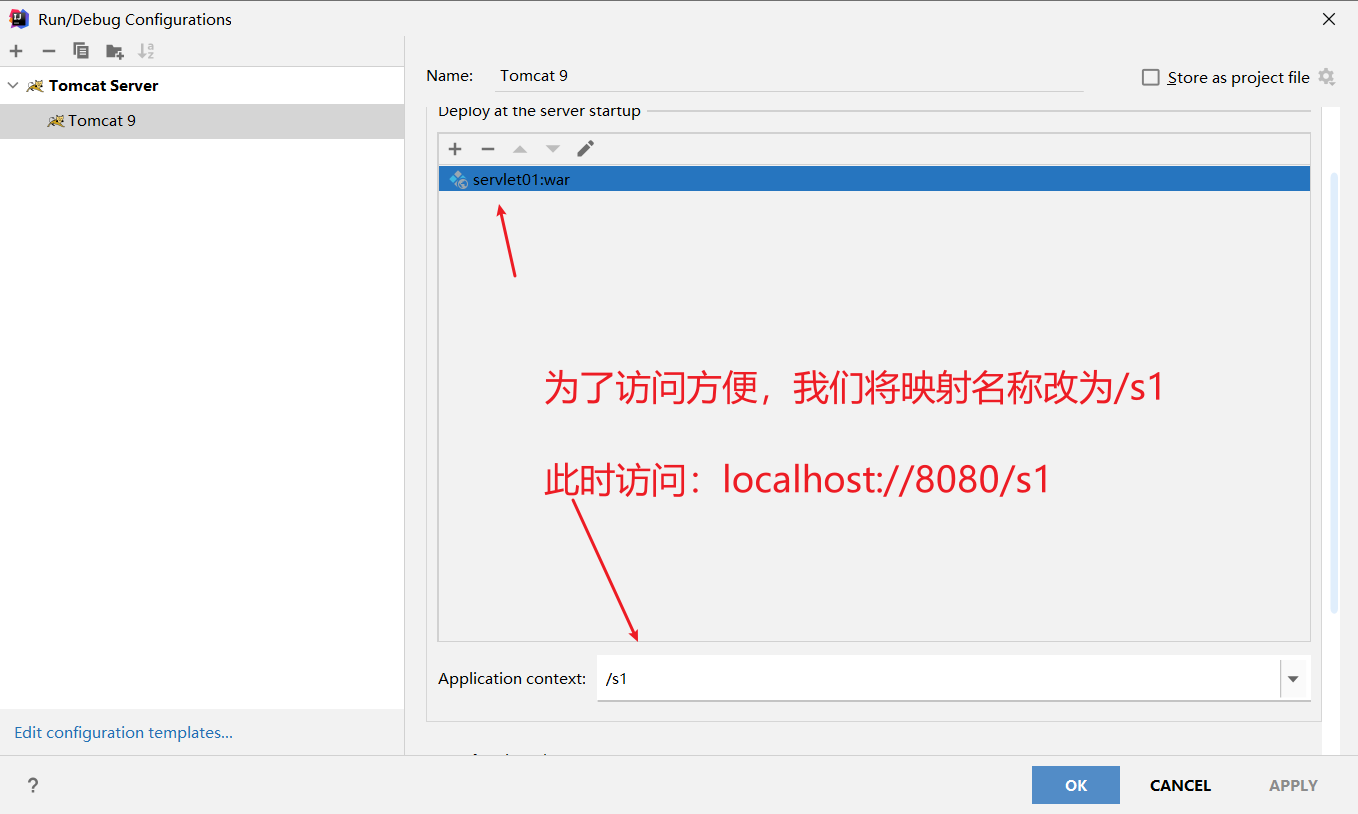 Run/Debug Configurations
Tomcat Server
Tomcat 9
Name: Tomcat 9
Store as project file
Deploy at the server startup
servlet01:war
为了访问方便，我们将映射名称改为/s1
此时访问：localhost://8080/s1
Application context: /s1
Edit configuration templates...
?
OK
CANCEL
APPLY